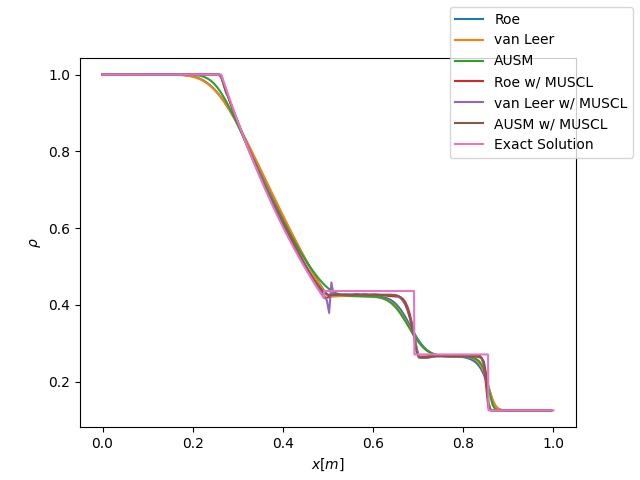 Roe
van Leer
AUSM
Roe w/ MUSCL
van Leer w/ MUSCL
AUSM w/ MUSCL
Exact Solution
1.0
0.8
0.6
0.4
0.2
ρ
0.0 0.2 0.4 0.6 0.8 1.0
x[m]